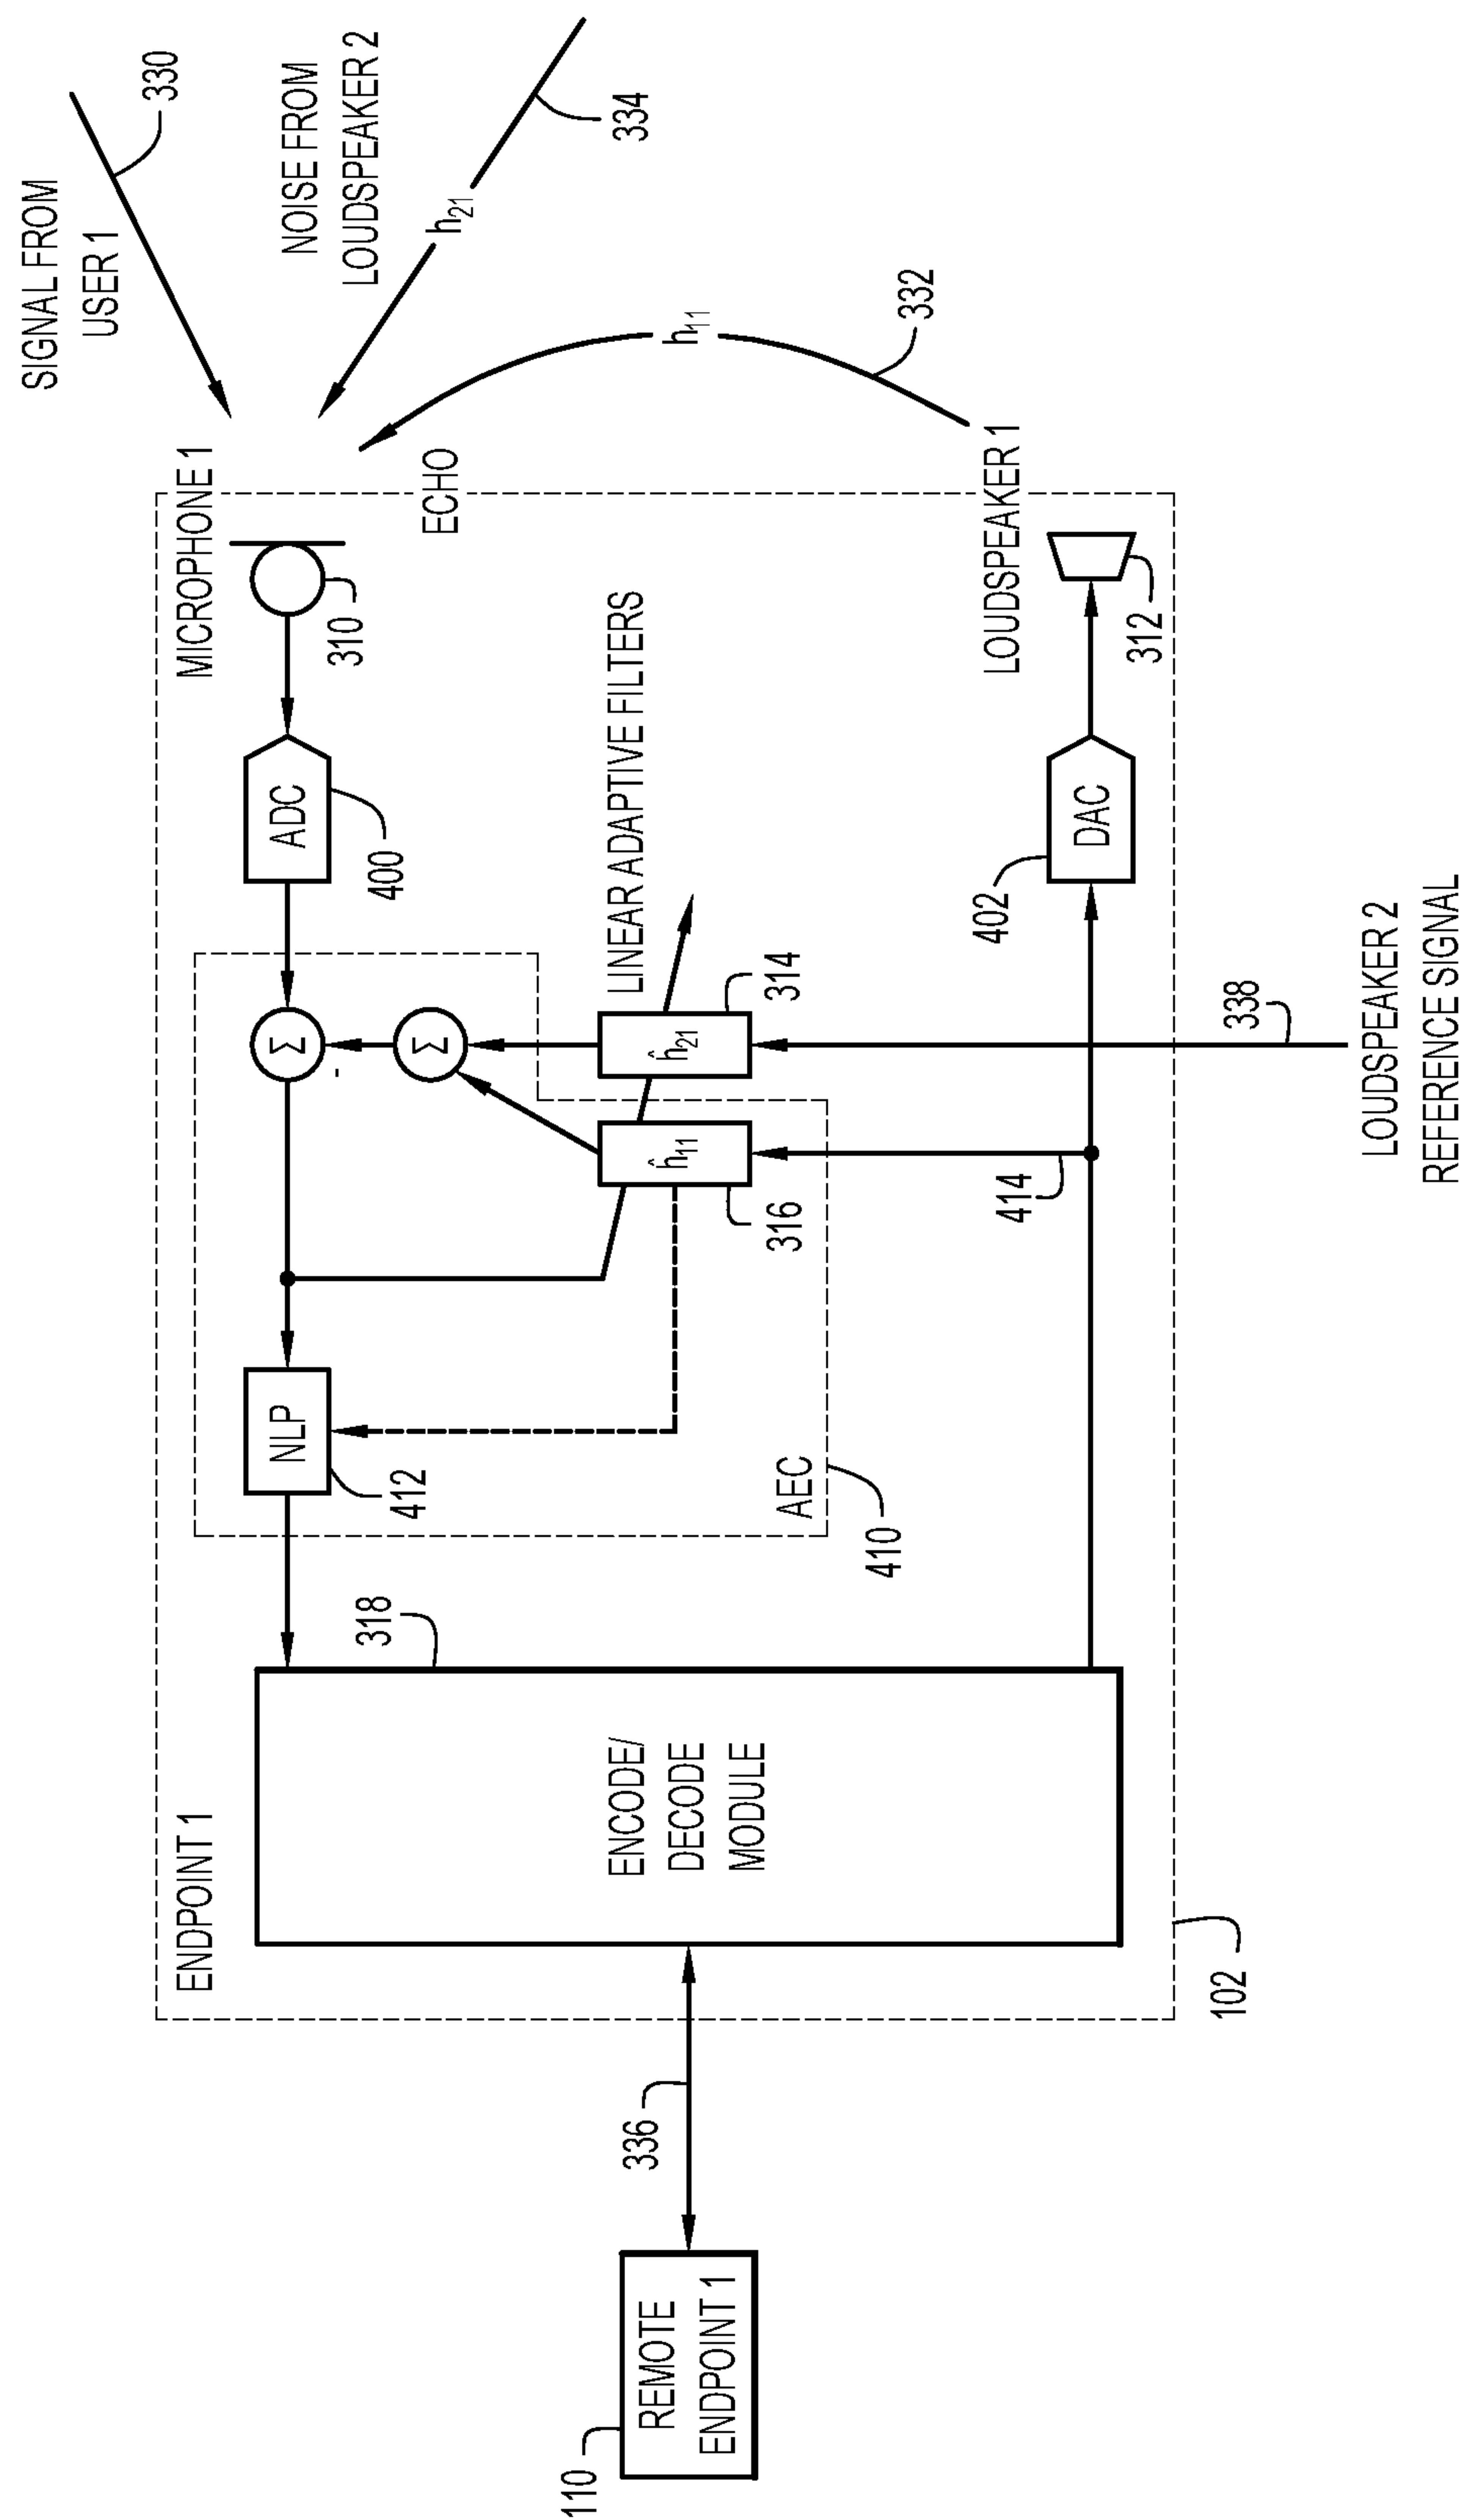 SIGNAL FROM
USER 1
330
NOISE FROM
LOUDSPEAKER 2
h21
334
h11
332
ENDPOINT 1
MICROPHONE 1
310
ECHO
ADC
400
Σ
Σ
-
NLP
412
LINEAR ADAPTIVE FILTERS
ĥ21
314
ĥ11
316
AEC
410
318
ENCODE/
DECODE
MODULE
LOUDSPEAKER 1
312
DAC
402
414
102
336
REMOTE
ENDPOINT 1
110
338
LOUDSPEAKER 2
REFERENCE SIGNAL